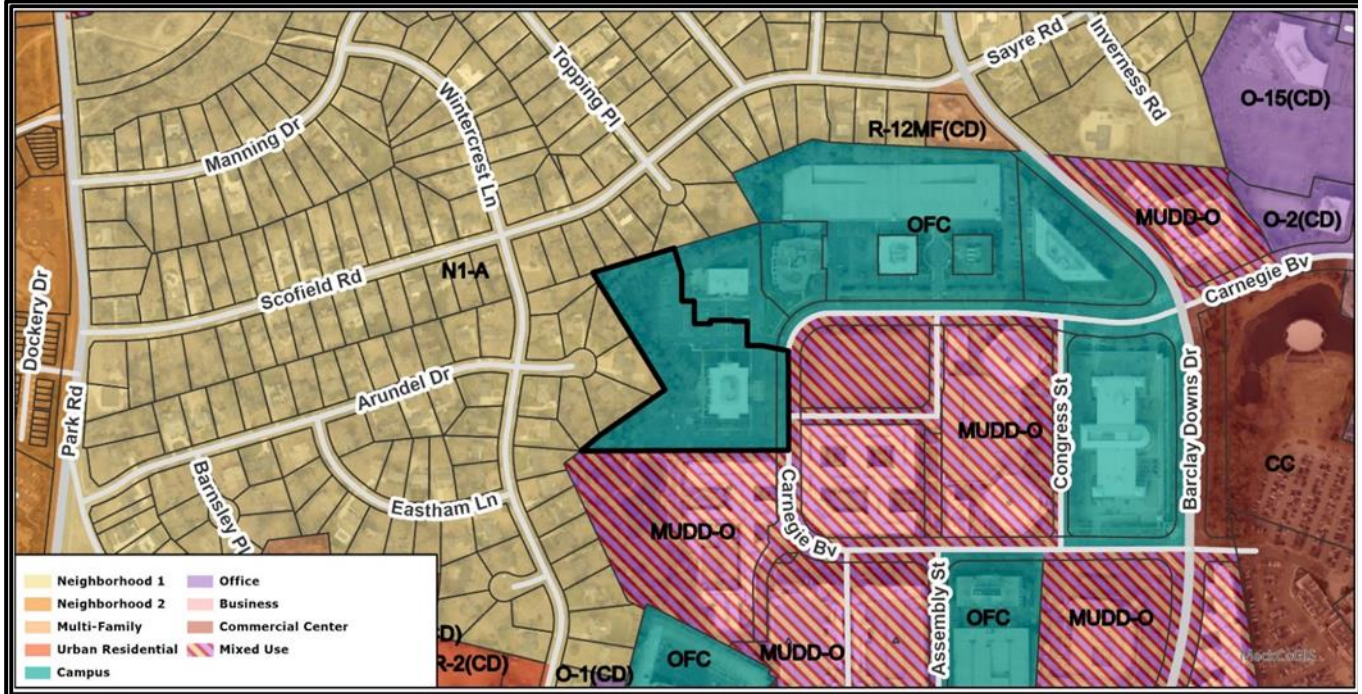 Sayre Rd
Inverness Rd
O-15(CD)
Topping Pl
Wintercrest Ln
R-12MF(CD)
Manning Dr
MUDD-O
O-2(CD)
OFC
N1-A
Carnegie Bv
Scofield Rd
Dockery Dr
Park Rd
Arundel Dr
Congress St
MUDD-O
Barclay Downs Dr
CC
Barnsley Pl
Eastham Ln
MUDD-O
Carnegie Bv
Assembly St
OFC
MUDD-O
OFC
MUDD-O
CD)
R-2(CD)
O-1(CD)
Neighborhood 1
Neighborhood 2
Multi-Family
Urban Residential
Campus
Office
Business
Commercial Center
Mixed Use